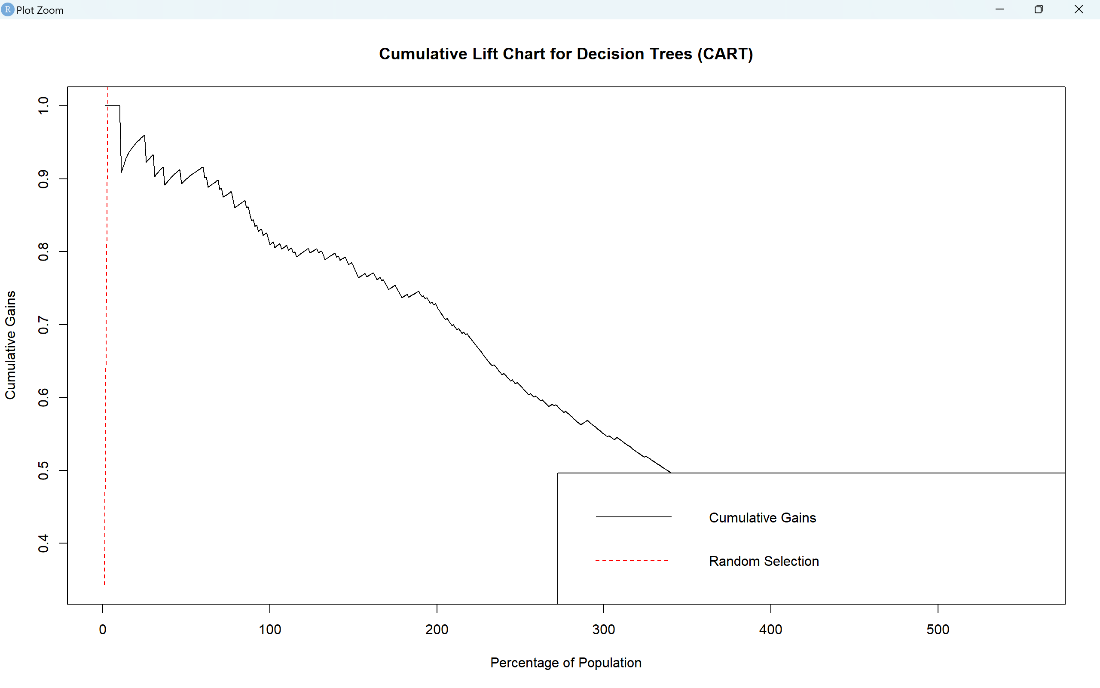 R Plot Zoom
Cumulative Lift Chart for Decision Trees (CART)
Cumulative Gains
1.0
0.9
0.8
0.7
0.6
0.5
0.4
Cumulative Gains
Random Selection
0 100 200 300 400 500
Percentage of Population